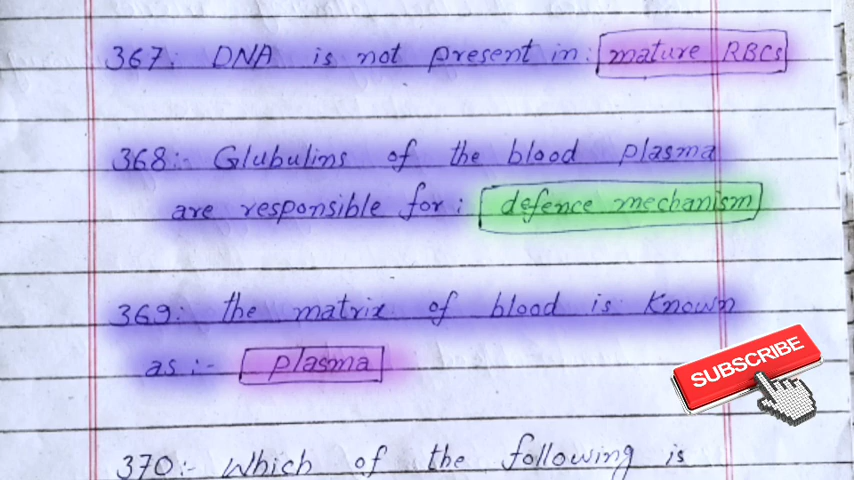 367: DNA is not present in: mature RBCs
368:- Glubulins of the blood plasma
are responsible for: defence mechanism
369: the matrix of blood is known
as:- plasma
SUBSCRIBE
370:- Which of the following is